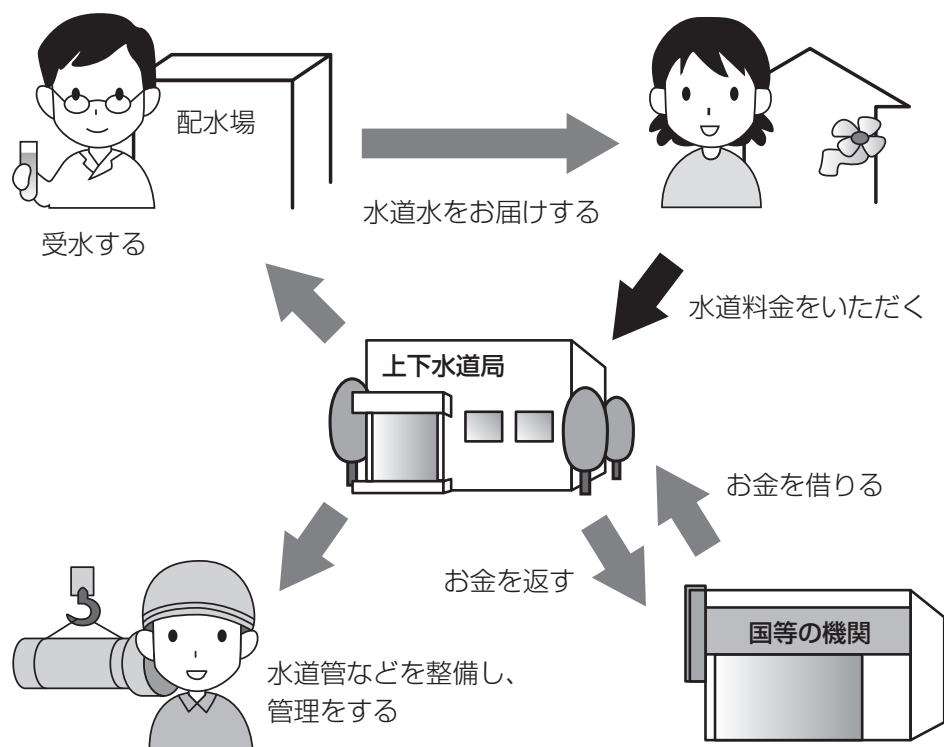 配水場
水道水をお届けする
受水する
水道料金をいただく
上下水道局
お金を借りる
お金を返す
国等の機関
水道管などを整備し、
管理をする